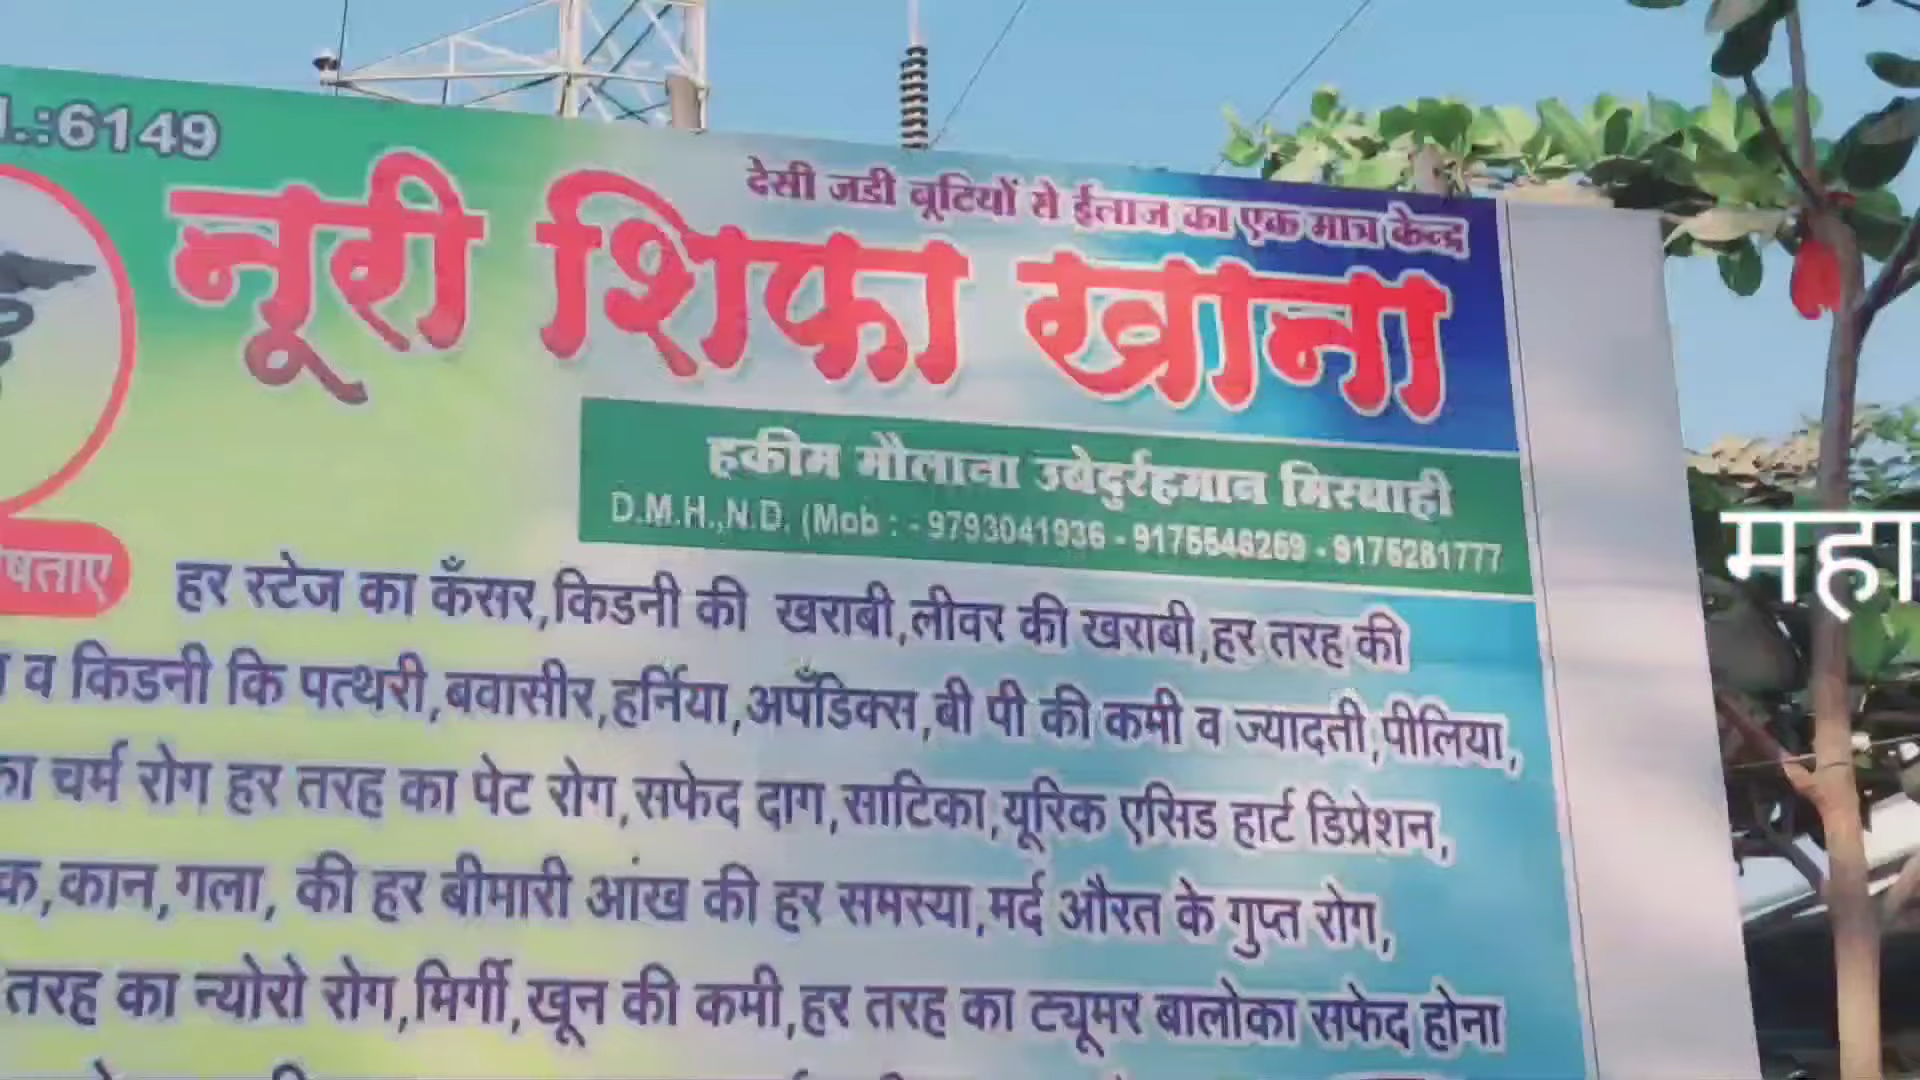 .:6149
देसी जडी बूटियों से ईलाज का एक मात्र केन्द्र
नूरी शिफा खाना
हकीम मौलाना उबेदुर्रहमान मिस्बाही
D.M.H.,N.D. (Mob : - 9793041936 - 9175546269 - 9175281777
षताए
हर स्टेज का कँसर,किडनी की खराबी,लीवर की खराबी,हर तरह की
व किडनी कि पत्थरी,बवासीर,हर्निया,अपँडिक्स,बी पी की कमी व ज्यादती,पीलिया,
का चर्म रोग हर तरह का पेट रोग,सफेद दाग,साटिका,यूरिक एसिड हार्ट डिप्रेशन,
क,कान,गला, की हर बीमारी आंख की हर समस्या,मर्द औरत के गुप्त रोग,
तरह का न्योरो रोग,मिर्गी,खून की कमी,हर तरह का ट्यूमर बालोका सफेद होना
महा